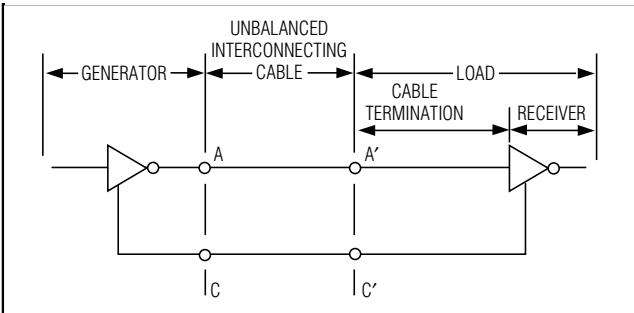 UNBALANCED
INTERCONNECTING
CABLE
GENERATOR
LOAD
CABLE
TERMINATION
RECEIVER
A
A′
C
C′